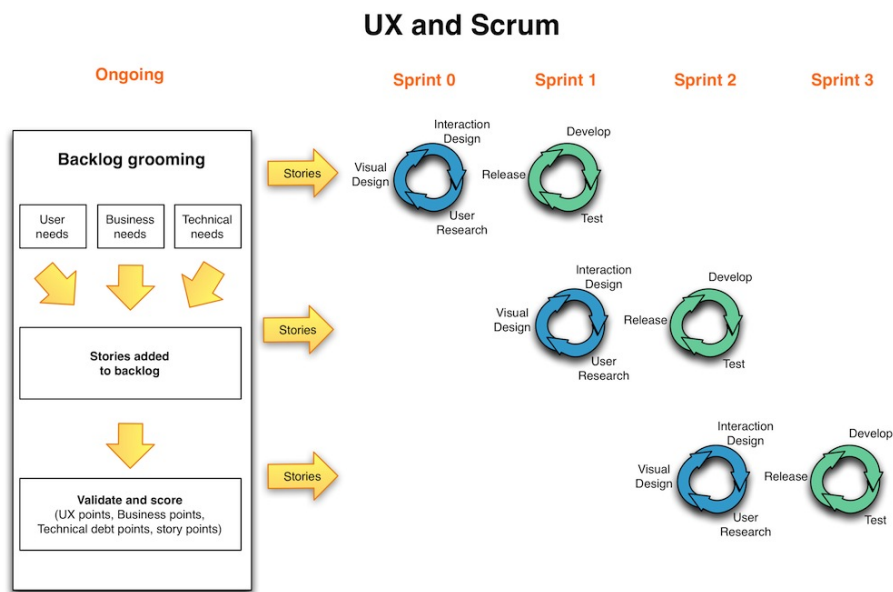 UX and Scrum
Ongoing
Sprint 0
Sprint 1
Sprint 2
Sprint 3
Backlog grooming
User
needs
Business
needs
Technical
needs
Stories added
to backlog
Validate and score
(UX points, Business points,
Technical debt points, story points)
Stories
Interaction
Design
Visual
Design
User
Research
Develop
Release
Test
Stories
Interaction
Design
Visual
Design
User
Research
Develop
Release
Test
Stories
Interaction
Design
Visual
Design
User
Research
Develop
Release
Test